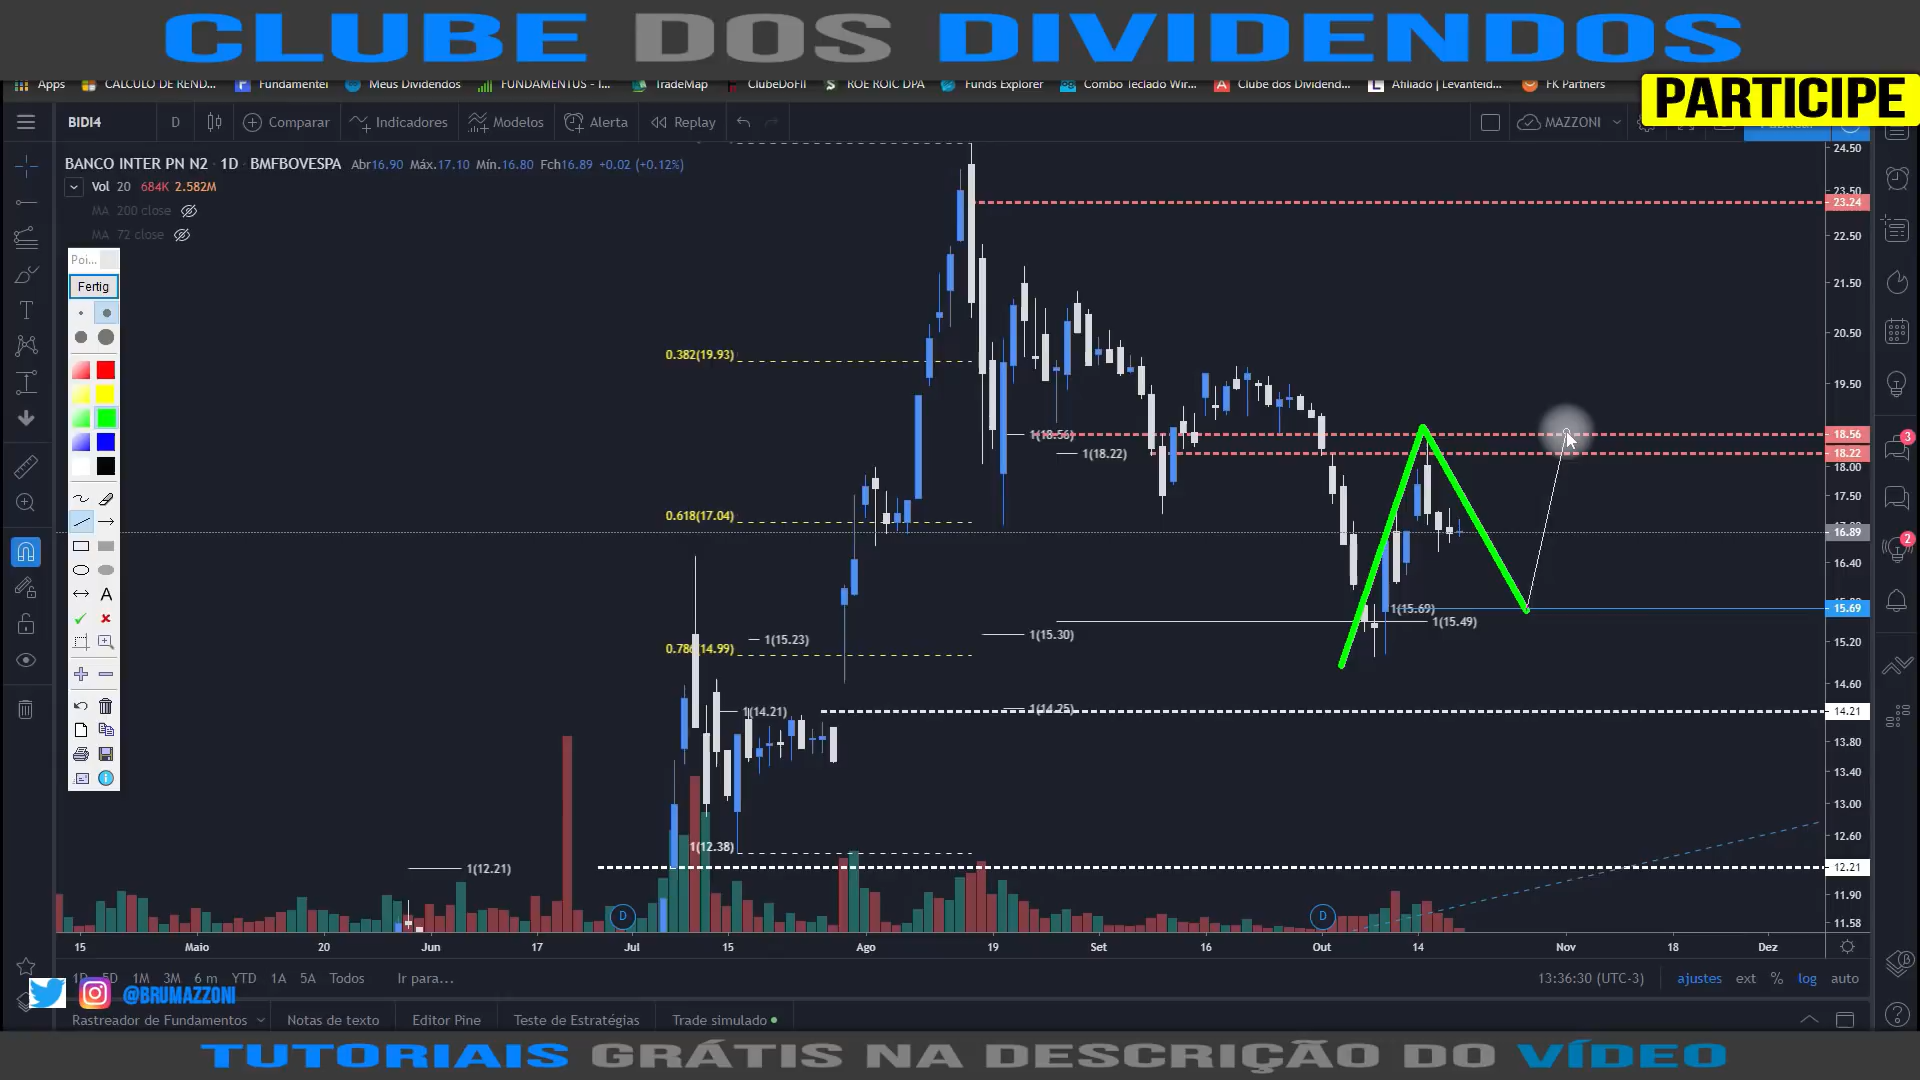 CLUBE DOS DIVIDENDOS
Apps CALCULO DE REND... Fundamentei Meus Dividendos FUNDAMENTUS - I... TradeMap ClubeDoFII ROE ROIC DPA Funds Explorer Combo Teclado Wir... Clube dos Dividend... Afiliado | Levanteid... FK Partners
PARTICIPE
BIDI4 D Comparar Indicadores Modelos Alerta Replay MAZZONI
BANCO INTER PN N2 · 1D · BMFBOVESPA Abr16.90 Máx.17.10 Mín.16.80 Fch16.89 +0.02 (+0.12%)
Vol 20 684K 2.582M
MA 200 close
MA 72 close
Poi...
Fertig
A
24.50
23.50
23.24
22.50
21.50
20.50
0.382(19.93)
19.50
1(18.56)
18.56
1(18.22)
18.22
18.00
17.50
0.618(17.04)
16.89
16.40
1(15.69)
15.69
1(15.49)
1(15.30)
1(15.23)
15.20
0.786(14.99)
14.60
1(14.21)
1(14.25)
14.21
13.80
13.40
13.00
12.60
1(12.38)
1(12.21)
12.21
11.90
11.58
D
D
3
2
15 Maio 20 Jun 17 Jul 15 Ago 19 Set 16 Out 14 Nov 18 Dez
1D 5D 1M 3M 6 m YTD 1A 5A Todos Ir para... 13:36:30 (UTC-3) ajustes ext % log auto
@BRUMAZZONI
Rastreador de Fundamentos Notas de texto Editor Pine Teste de Estratégias Trade simulado
TUTORIAIS GRÁTIS NA DESCRIÇÃO DO VÍDEO